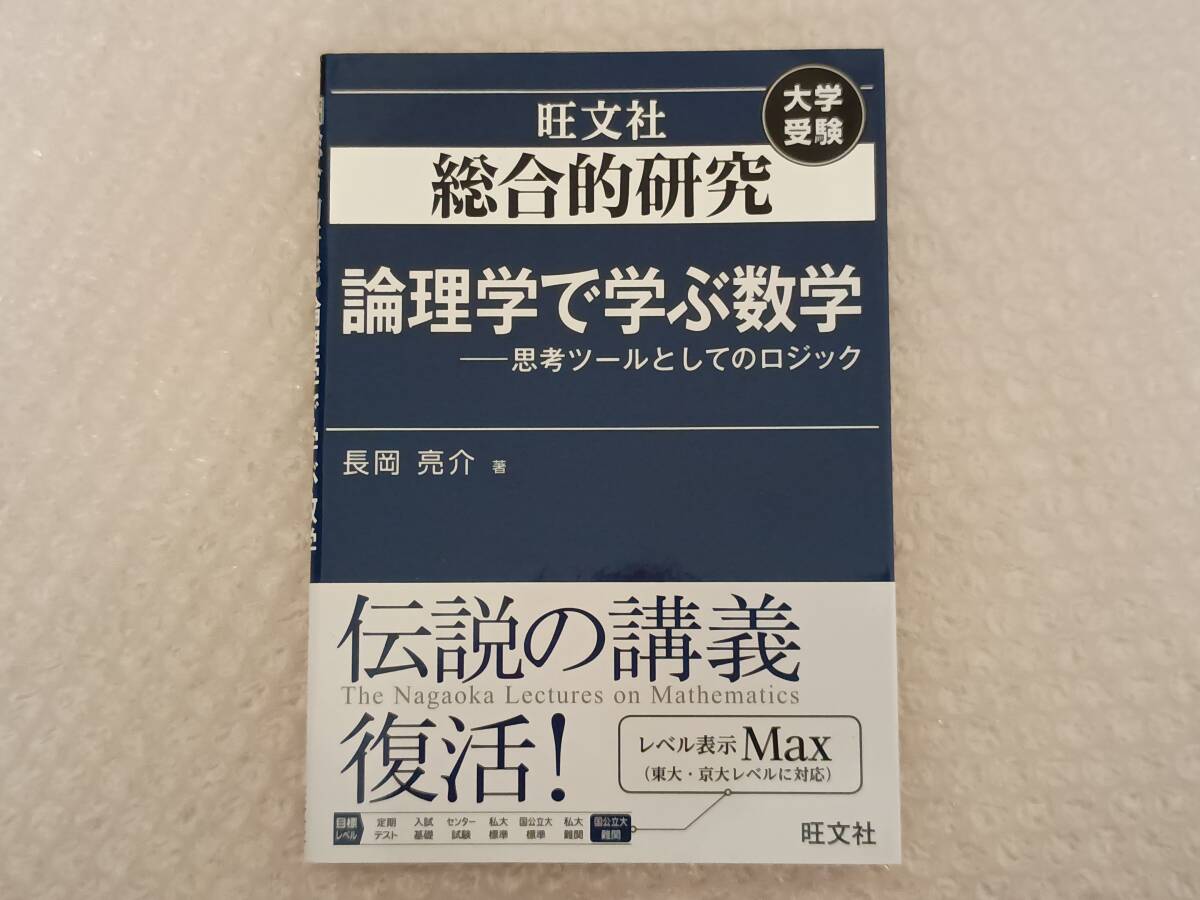 大学
受験
旺文社
総合的研究
論理学で学ぶ数学
――思考ツールとしてのロジック
長岡 亮介 著
伝説の講義
The Nagaoka Lectures on Mathematics
復活!
レベル表示 Max
(東大・京大レベルに対応)
目標
レベル
定期
テスト
入試
基礎
センター
試験
私大
標準
国公立大
標準
私大
難関
国公立大
難関
旺文社